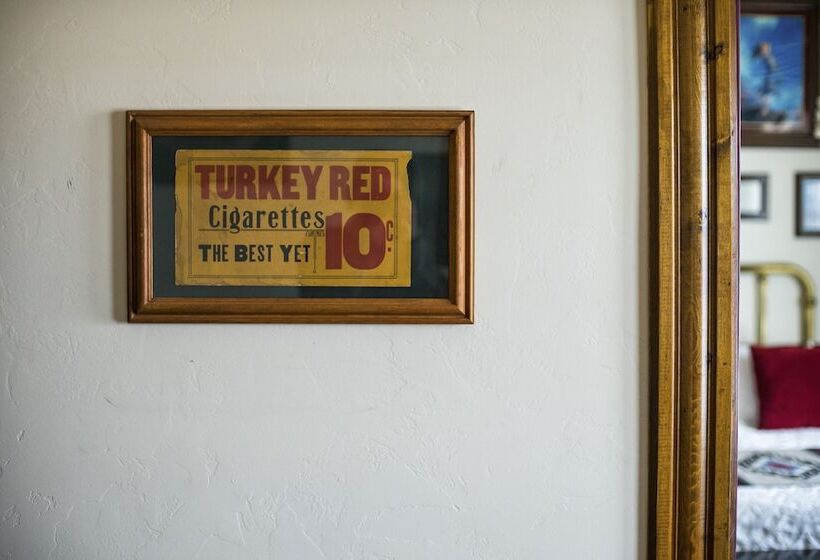 TURKEY RED
Cigarettes
10C.
THE BEST YET